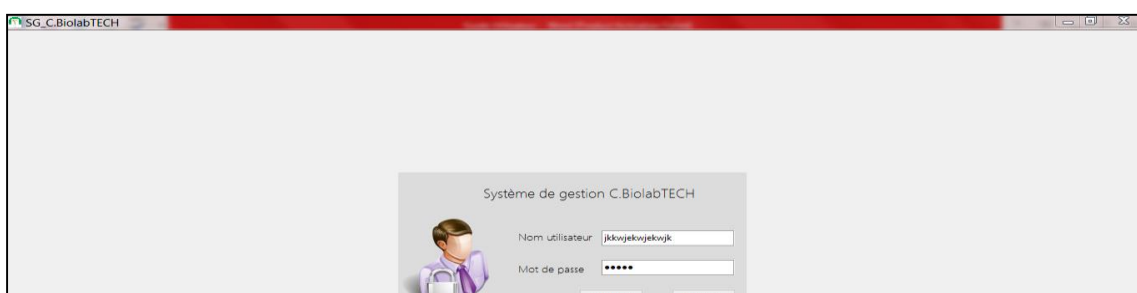 SG_C.BiolabTECH
Système de gestion C.BiolabTECH
Nom utilisateur jkkwjekwjekwjk
Mot de passe •••••